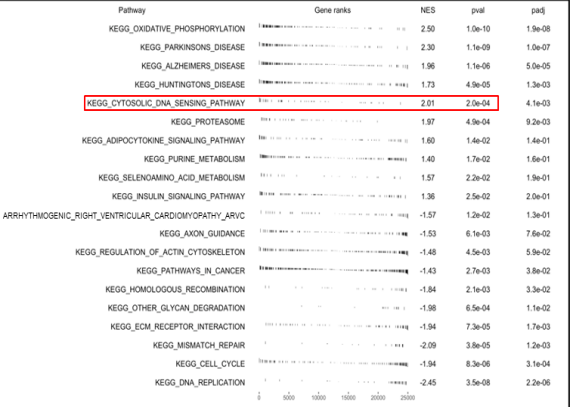 Pathway Gene ranks NES pval padj
KEGG_OXIDATIVE_PHOSPHORYLATION 2.50 1.0e-10 1.9e-08
KEGG_PARKINSONS_DISEASE 2.30 1.1e-09 1.0e-07
KEGG_ALZHEIMERS_DISEASE 1.96 1.1e-06 5.0e-05
KEGG_HUNTINGTONS_DISEASE 1.73 4.9e-05 1.3e-03
KEGG_CYTOSOLIC_DNA_SENSING_PATHWAY 2.01 2.0e-04 4.1e-03
KEGG_PROTEASOME 1.97 4.9e-04 9.2e-03
KEGG_ADIPOCYTOKINE_SIGNALING_PATHWAY 1.60 1.4e-02 1.4e-01
KEGG_PURINE_METABOLISM 1.40 1.7e-02 1.6e-01
KEGG_SELENOAMINO_ACID_METABOLISM 1.57 2.2e-02 1.9e-01
KEGG_INSULIN_SIGNALING_PATHWAY 1.36 2.5e-02 2.0e-01
ARRHYTHMOGENIC_RIGHT_VENTRICULAR_CARDIOMYOPATHY_ARVC -1.57 1.2e-02 1.3e-01
KEGG_AXON_GUIDANCE -1.53 6.1e-03 7.6e-02
KEGG_REGULATION_OF_ACTIN_CYTOSKELETON -1.48 4.5e-03 5.9e-02
KEGG_PATHWAYS_IN_CANCER -1.43 2.7e-03 3.8e-02
KEGG_HOMOLOGOUS_RECOMBINATION -1.84 2.1e-03 3.3e-02
KEGG_OTHER_GLYCAN_DEGRADATION -1.98 6.5e-04 1.1e-02
KEGG_ECM_RECEPTOR_INTERACTION -1.94 7.3e-05 1.7e-03
KEGG_MISMATCH_REPAIR -2.09 3.8e-05 1.2e-03
KEGG_CELL_CYCLE -1.94 8.3e-06 3.1e-04
KEGG_DNA_REPLICATION -2.45 3.5e-08 2.2e-06
0 5000 10000 15000 20000 25000